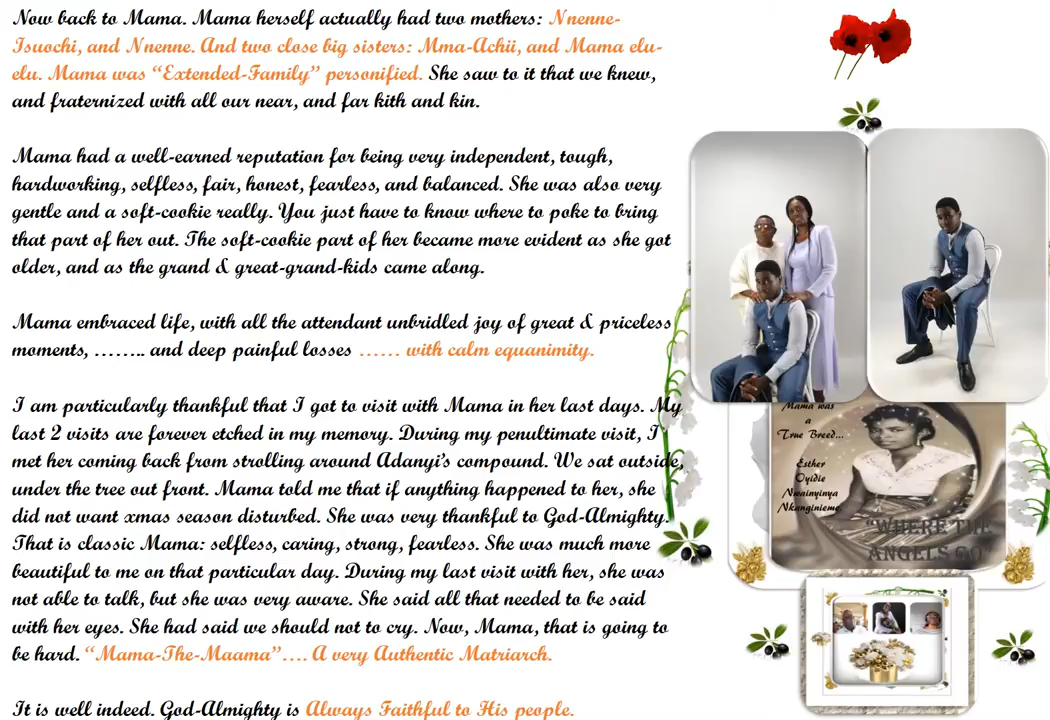 Now back to Mama. Mama herself actually had two mothers: Nnenne-
Isuochi, and Nnenne. And two close big sisters: Mma-Achii, and Mama elu-
elu. Mama was “Extended-Family” personified. She saw to it that we knew,
and fraternized with all our near, and far kith and kin.
Mama had a well-earned reputation for being very independent, tough,
hardworking, selfless, fair, honest, fearless, and balanced. She was also very
gentle and a soft-cookie really. You just have to know where to poke to bring
that part of her out. The soft-cookie part of her became more evident as she got
older, and as the grand & great-grand-kids came along.
Mama embraced life, with all the attendant unbridled joy of great & priceless
moments, …….. and deep painful losses …… with calm equanimity.
I am particularly thankful that I got to visit with Mama in her last days. My
last 2 visits are forever etched in my memory. During my penultimate visit, I
met her coming back from strolling around Adanyi’s compound. We sat outside,
under the tree out front. Mama told me that if anything happened to her, she
did not want xmas season disturbed. She was very thankful to God-Almighty.
That is classic Mama: selfless, caring, strong, fearless. She was much more
beautiful to me on that particular day. During my last visit with her, she was
not able to talk, but she was very aware. She said all that needed to be said
with her eyes. She had said we should not to cry. Now, Mama, that is going to
be hard. “Mama-The-Maama”…. A very Authentic Matriarch.
It is well indeed. God-Almighty is Always Faithful to His people.
Mama was
a
True Breed...
Esther
Oyidie
Nwainyinya
Nkanginieme.
“WHERE THE
ANGELS GO”